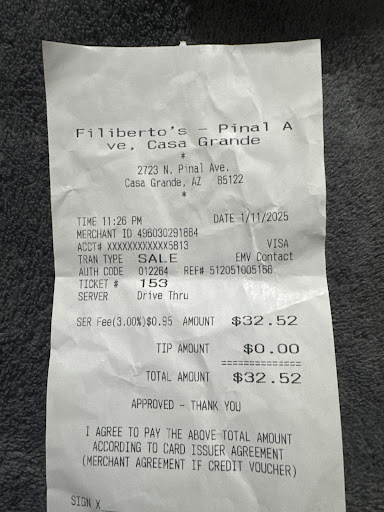 Filiberto's - Pinal A
ve, Casa Grande
*
2723 N. Pinal Ave.
Casa Grande, AZ 85122
*
TIME 11:26 PM DATE 1/11/2025
MERCHANT ID 496030291884
ACCT# XXXXXXXXXXXX5813 VISA
TRAN TYPE SALE EMV Contact
AUTH CODE 012264 REF# 512051005166
TICKET # 153
SERVER Drive Thru
SER Fee(3.00%)$0.95 AMOUNT $32.52
TIP AMOUNT $0.00
==============
TOTAL AMOUNT $32.52
APPROVED - THANK YOU
I AGREE TO PAY THE ABOVE TOTAL AMOUNT
ACCORDING TO CARD ISSUER AGREEMENT
(MERCHANT AGREEMENT IF CREDIT VOUCHER)
SIGN X